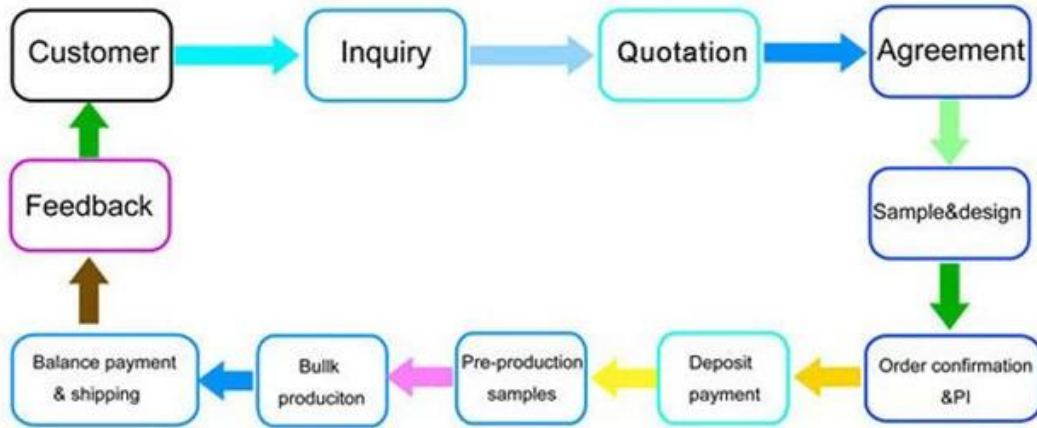 Customer
Inquiry
Quotation
Agreement
Sample&design
Order confirmation
&PI
Deposit
payment
Pre-production
samples
Bullk
produciton
Balance payment
& shipping
Feedback